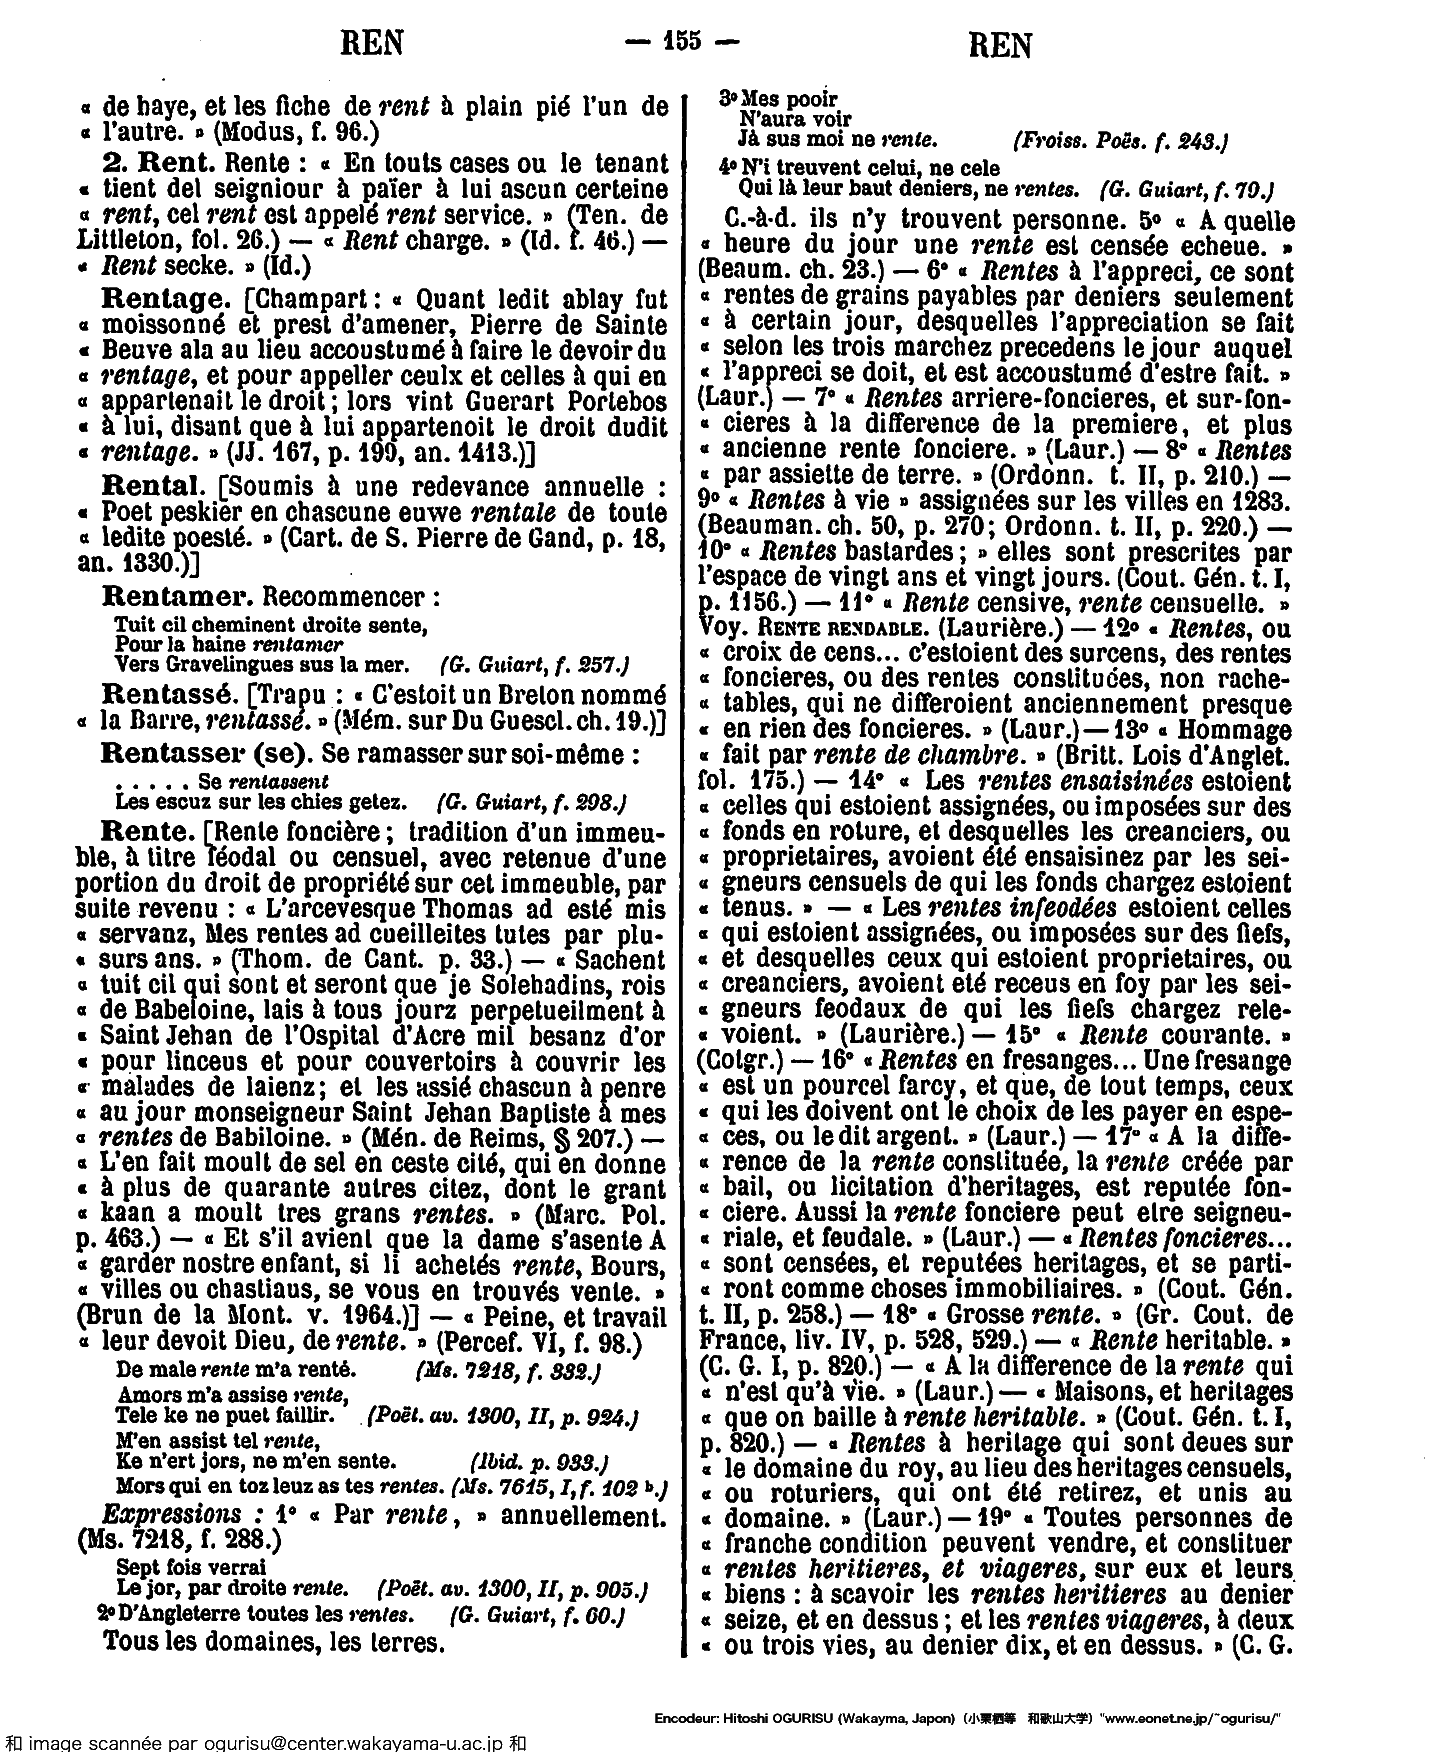 REN — 155 — REN
« de haye, et les fiche de rent à plain pié l'un de
« l'autre. » (Modus, f. 96.)
2. Rent. Rente : « En touts cases ou le tenant
« tient del seigniour à païer à lui ascun certeine
« rent, cel rent est appelé rent service. » (Ten. de
Littleton, fol. 26.) — « Rent charge. » (Id. f. 46.) —
« Rent secke. » (Id.)
Rentage. [Champart : « Quant ledit ablay fut
« moissonné et prest d'amener, Pierre de Sainte
« Beuve ala au lieu accoustumé à faire le devoir du
« rentage, et pour appeller ceulx et celles à qui en
« appartenait le droit ; lors vint Guerart Portebos
« à lui, disant que à lui appartenoit le droit dudit
« rentage. » (JJ. 167, p. 199, an. 1413.)]
Rental. [Soumis à une redevance annuelle :
« Poet peskier en chascune euwe rentale de toute
« ledite poesté. » (Cart. de S. Pierre de Gand, p. 18,
an. 1330.)]
Rentamer. Recommencer :
Tuit cil cheminent droite sente,
Pour la haine rentamer
Vers Gravelingues sus la mer. (G. Guiart, f. 257.)
Rentassé. [Trapu : « C'estoit un Breton nommé
« la Barre, rentassé. » (Mém. sur Du Guescl. ch. 19.)]
Rentasser (se). Se ramasser sur soi-même :
. . . . . Se rentassent
Les escuz sur les chies getez. (G. Guiart, f. 298.)
Rente. [Rente foncière ; tradition d'un immeu-
ble, à titre féodal ou censuel, avec retenue d'une
portion du droit de propriété sur cet immeuble, par
suite revenu : « L'arcevesque Thomas ad esté mis
« servanz, Mes rentes ad cueilleites tutes par plu-
« surs ans. » (Thom. de Cant. p. 33.) — « Sachent
« tuit cil qui sont et seront que je Solehadins, rois
« de Babeloine, lais à tous jourz perpetueilment à
« Saint Jehan de l'Ospital d'Acre mil besanz d'or
« pour linceus et pour couvertoirs à couvrir les
« malades de laienz ; et les assié chascun à penre
« au jour monseigneur Saint Jehan Baptiste à mes
« rentes de Babiloine. » (Mén. de Reims, § 207.) —
« L'en fait moult de sel en ceste cité, qui en donne
« à plus de quarante autres citez, dont le grant
« kaan a moult tres grans rentes. » (Marc. Pol.
p. 463.) — « Et s'il avient que la dame s'asente A
« garder nostre enfant, si li achetés rente, Bours,
« villes ou chastiaus, se vous en trouvés vente. »
(Brun de la Mont. v. 1964.)] — « Peine, et travail
« leur devoit Dieu, de rente. » (Percef. VI, f. 98.)
De male rente m'a renté. (Ms. 7218, f. 332.)
Amors m'a assise rente,
Tele ke ne puet faillir. (Poët. av. 1300, II, p. 924.)
M'en assist tel rente,
Ke n'ert jors, ne m'en sente. (Ibid. p. 933.)
Mors qui en toz leuz as tes rentes. (Ms. 7615, I, f. 102 b.)
Expressions : 1° « Par rente, » annuellement.
(Ms. 7218, f. 288.)
Sept fois verrai
Le jor, par droite rente. (Poët. av. 1300, II, p. 905.)
2° D'Angleterre toutes les rentes. (G. Guiart, f. 60.)
Tous les domaines, les terres.
3° Mes pooir
N'aura voir
Jà sus moi ne rente. (Froiss. Poës. f. 243.)
4° N'i treuvent celui, ne cele
Qui là leur baut deniers, ne rentes. (G. Guiart, f. 79.)
C.-à-d. ils n'y trouvent personne. 5° « A quelle
« heure du jour une rente est censée echeue. »
(Beaum. ch. 23.) — 6° « Rentes à l'appreci, ce sont
« rentes de grains payables par deniers seulement
« à certain jour, desquelles l'appreciation se fait
« selon les trois marchez precedens le jour auquel
« l'appreci se doit, et est accoustumé d'estre fait. »
(Laur.) — 7° « Rentes arriere-foncieres, et sur-fon-
« cieres à la difference de la premiere, et plus
« ancienne rente fonciere. » (Laur.) — 8° « Rentes
« par assiette de terre. » (Ordonn. t. II, p. 210.) —
9° « Rentes à vie » assignées sur les villes en 1283.
(Beauman. ch. 50, p. 270 ; Ordonn. t. II, p. 220.) —
10° « Rentes bastardes ; » elles sont prescrites par
l'espace de vingt ans et vingt jours. (Cout. Gén. t. I,
p. 1156.) — 11° « Rente censive, rente censuelle. »
Voy. RENTE RENDABLE. (Laurière.) — 12° « Rentes, ou
« croix de cens... c'estoient des surcens, des rentes
« foncieres, ou des rentes constituées, non rache-
« tables, qui ne differoient anciennement presque
« en rien des foncieres. » (Laur.) — 13° « Hommage
« fait par rente de chambre. » (Britt. Lois d'Anglet.
fol. 175.) — 14° « Les rentes ensaisinées estoient
« celles qui estoient assignées, ou imposées sur des
« fonds en roture, et desquelles les creanciers, ou
« proprietaires, avoient été ensaisinez par les sei-
« gneurs censuels de qui les fonds chargez estoient
« tenus. » — « Les rentes infeodées estoient celles
« qui estoient assignées, ou imposées sur des fiefs,
« et desquelles ceux qui estoient proprietaires, ou
« creanciers, avoient eté receus en foy par les sei-
« gneurs feodaux de qui les fiefs chargez rele-
« voient. » (Laurière.) — 15° « Rente courante. »
(Cotgr.) — 16° « Rentes en fresanges... Une fresange
« est un pourcel farcy, et que, de tout temps, ceux
« qui les doivent ont le choix de les payer en espe-
« ces, ou ledit argent. » (Laur.) — 17° « A la diffe-
« rence de la rente constituée, la rente créée par
« bail, ou licitation d'heritages, est reputée fon-
« ciere. Aussi la rente fonciere peut etre seigneu-
« riale, et feudale. » (Laur.) — « Rentes foncieres...
« sont censées, et reputées heritages, et se parti-
« ront comme choses immobiliaires. » (Cout. Gén.
t. II, p. 258.) — 18° « Grosse rente. » (Gr. Cout. de
France, liv. IV, p. 528, 529.) — « Rente heritable. »
(C. G. I, p. 820.) — « A la difference de la rente qui
« n'est qu'à vie. » (Laur.) — « Maisons, et heritages
« que on baille à rente heritable. » (Cout. Gén. t. I,
p. 820.) — « Rentes à heritage qui sont deues sur
« le domaine du roy, au lieu des heritages censuels,
« ou roturiers, qui ont été retirez, et unis au
« domaine. » (Laur.) — 19° « Toutes personnes de
« franche condition peuvent vendre, et constituer
« rentes heritieres, et viageres, sur eux et leurs
« biens : à scavoir les rentes heritieres au denier
« seize, et en dessus ; et les rentes viageres, à deux
« ou trois vies, au denier dix, et en dessus. » (C. G.
Encodeur: Hitoshi OGURISU (Wakayma, Japon) (小栗栖等 和歌山大学) "www.eonet.ne.jp/~ogurisu/"
和 image scannée par ogurisu@center.wakayama-u.ac.jp 和